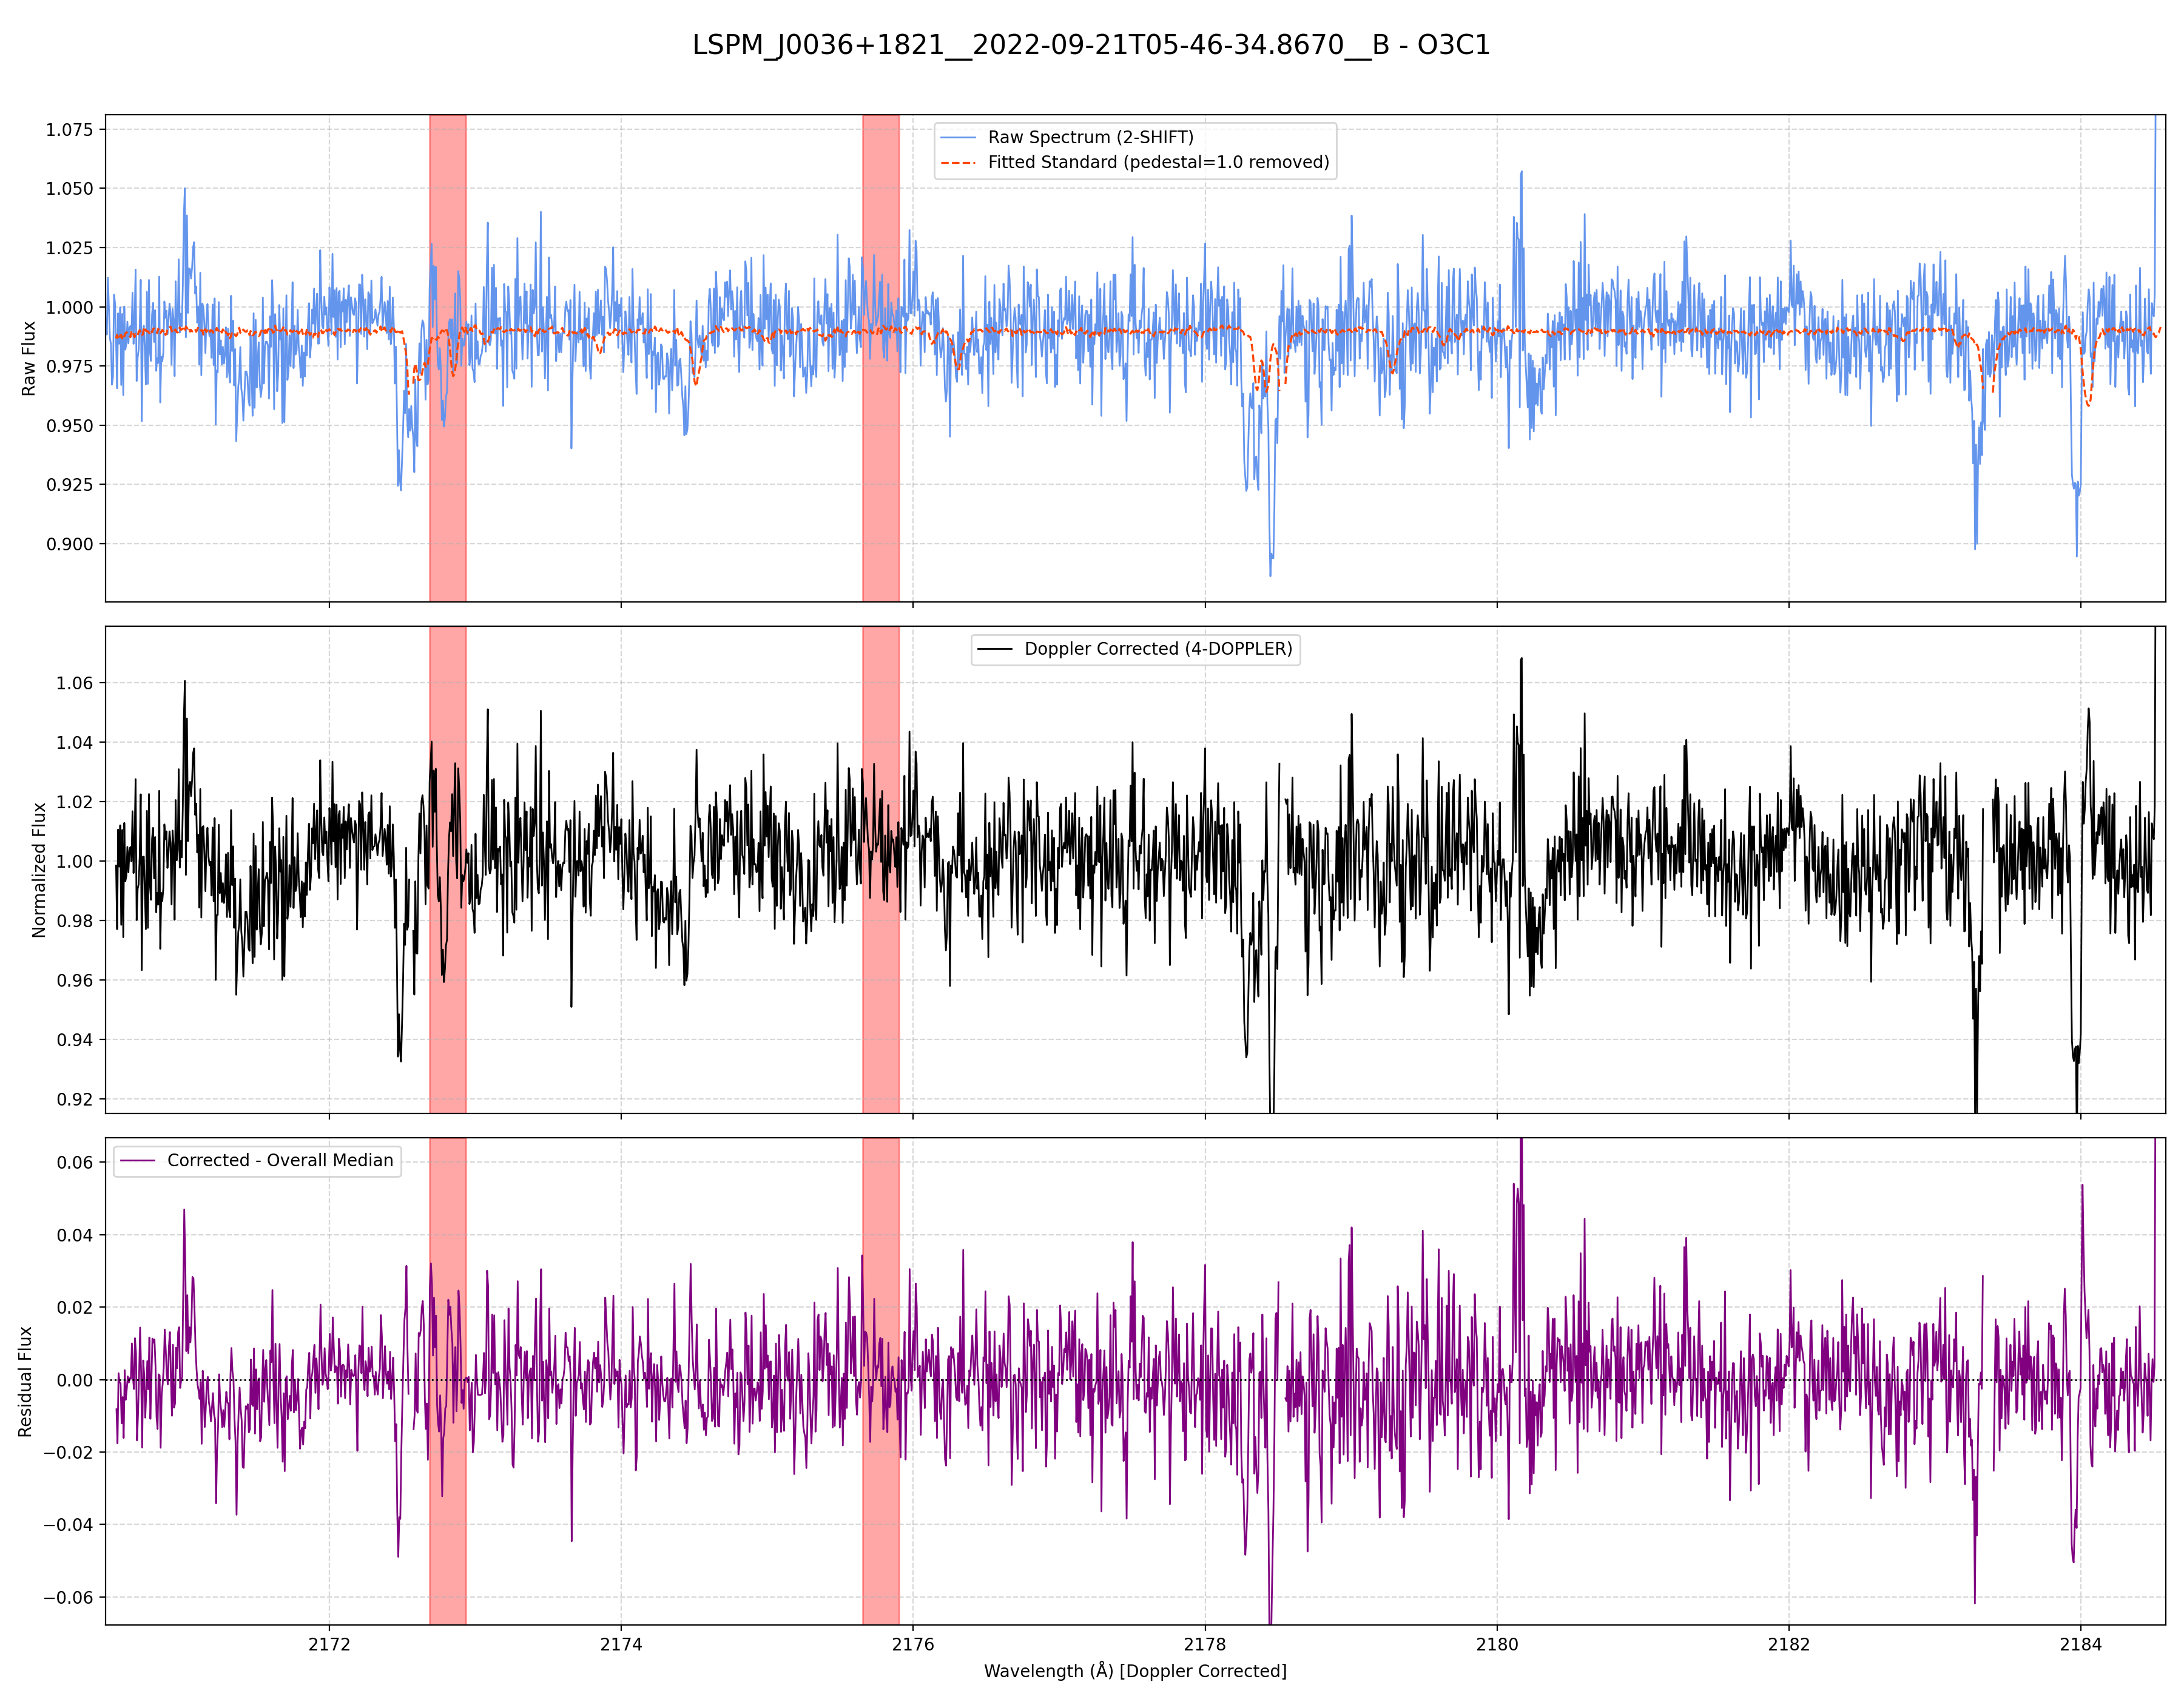 LSPM_J0036+1821__2022-09-21T05-46-34.8670__B - O3C1
Raw Flux
1.075
1.050
1.025
1.000
0.975
0.950
0.925
0.900
Raw Spectrum (2-SHIFT)
Fitted Standard (pedestal=1.0 removed)
Normalized Flux
1.06
1.04
1.02
1.00
0.98
0.96
0.94
0.92
Doppler Corrected (4-DOPPLER)
Residual Flux
0.06
0.04
0.02
0.00
−0.02
−0.04
−0.06
Corrected - Overall Median
2172 2174 2176 2178 2180 2182 2184
Wavelength (Å) [Doppler Corrected]